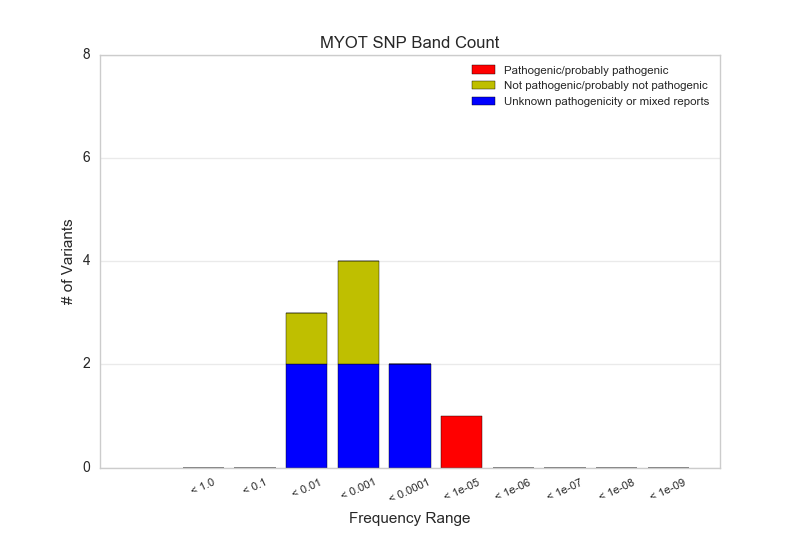 MYOT SNP Band Count
8
6
4
2
0
# of Variants
Pathogenic/probably pathogenic
Not pathogenic/probably not pathogenic
Unknown pathogenicity or mixed reports
< 1.0
< 0.1
< 0.01
< 0.001
< 0.0001
< 1e-05
< 1e-06
< 1e-07
< 1e-08
< 1e-09
Frequency Range